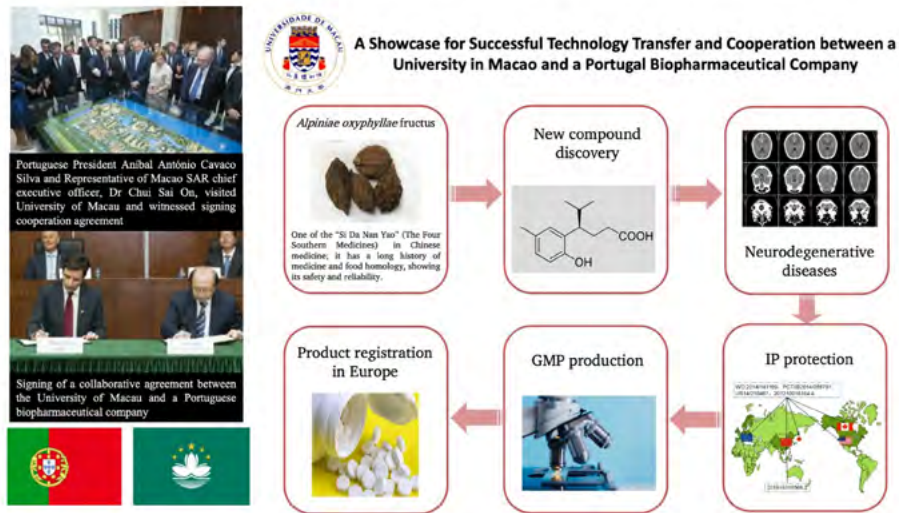 Portuguese President Aníbal António Cavaco
Silva and Representative of Macao SAR chief
executive officer, Dr Chui Sai On, visited
University of Macau and witnessed signing
cooperation agreement
Signing of a collaborative agreement between
the University of Macau and a Portuguese
biopharmaceutical company
UNIVERSIDADE DE MACAU
澳門大學
A Showcase for Successful Technology Transfer and Cooperation between a
University in Macao and a Portugal Biopharmaceutical Company
Alpiniae oxyphyllae fructus
One of the “Si Da Nan Yao” (The Four
Southern Medicines) in Chinese
medicine; it has a long history of
medicine and food homology, showing
its safety and reliability.
New compound
discovery
COOH
OH
Neurodegenerative
diseases
Product registration
in Europe
GMP production
IP protection